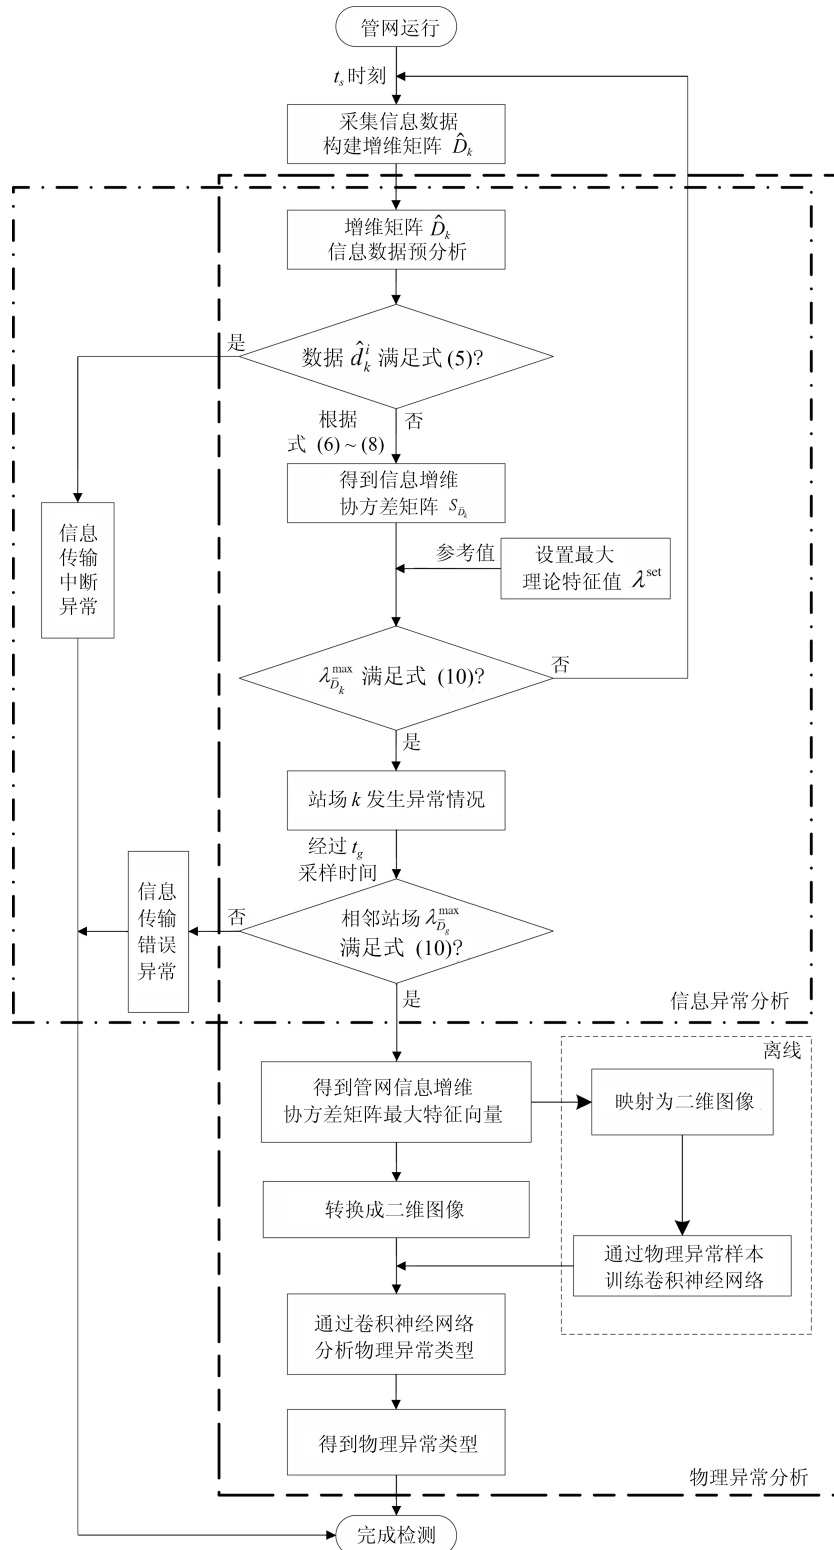 管网运行
t_s 时刻
采集信息数据
构建增维矩阵 D̂_k
增维矩阵 D̂_k
信息数据预分析
是
数据 d̂_k^i 满足式 (5)?
根据
否
式 (6) ~ (8)
得到信息增维
协方差矩阵 S_{D̄_k}
信息
传输
中断
异常
参考值
设置最大
理论特征值 λ^set
λ_{D̄_k}^max 满足式 (10)?
否
是
站场 k 发生异常情况
经过 t_g
采样时间
信息
传输
错误
异常
否
相邻站场 λ_{D̄_g}^max
满足式 (10)?
是
信息异常分析
离线
得到管网信息增维
协方差矩阵最大特征向量
映射为二维图像
转换成二维图像
通过物理异常样本
训练卷积神经网络
通过卷积神经网络
分析物理异常类型
得到物理异常类型
物理异常分析
完成检测